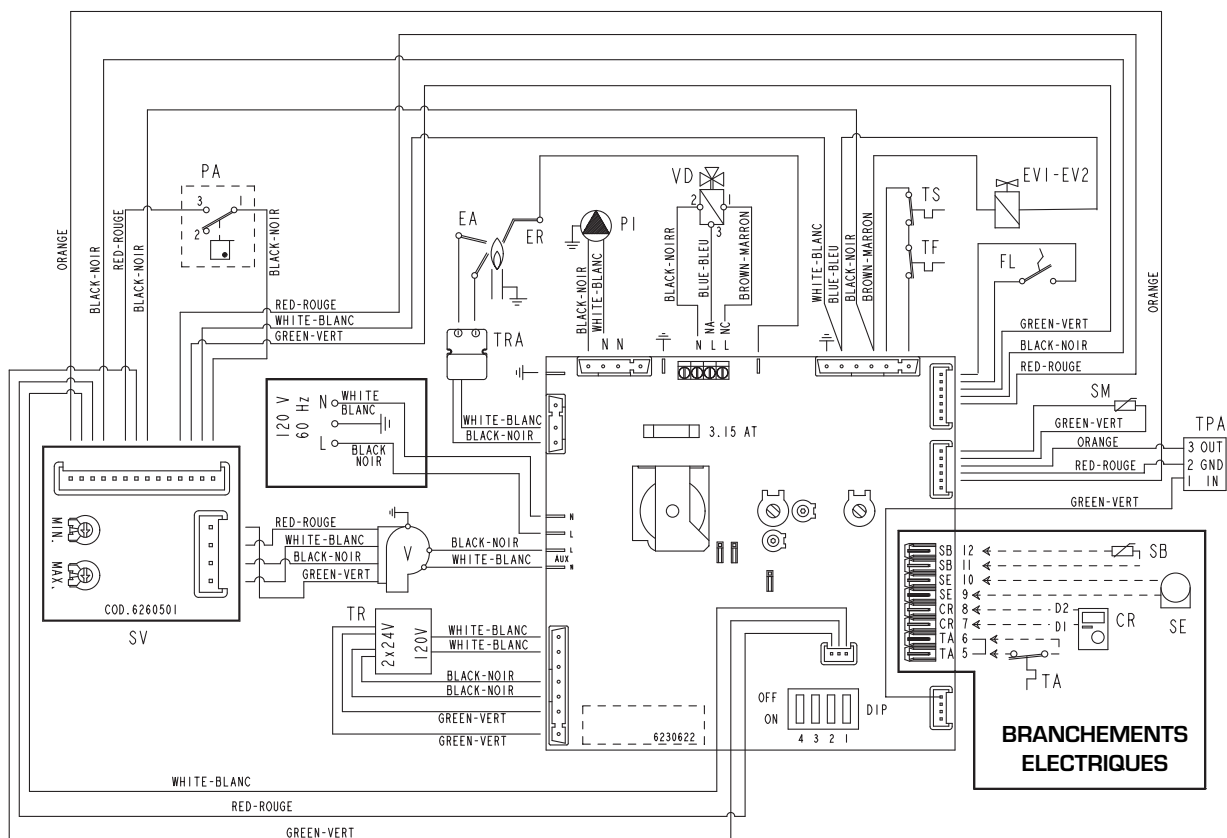 ORANGE
BLACK-NOIR
RED-ROUGE
BLACK-NOIR
PA
3
1
2
BLACK-NOIR
RED-ROUGE
WHITE-BLANC
GREEN-VERT
EA
ER
TRA
PI
BLACK-NOIR
WHITE-BLANC
N N
VD
2
1
3
BLACK-NOIRR
BLUE-BLEU
BROWN-MARRON
NA
NC
N L L
WHITE-BLANC
BLUE-BLEU
BLACK-NOIR
BROWN-MARRON
TS
TF
EV1-EV2
FL
ORANGE
GREEN-VERT
BLACK-NOIR
RED-ROUGE
SM
GREEN-VERT
ORANGE
RED-ROUGE
GREEN-VERT
TPA
3 OUT
2 GND
1 IN
120 V
60 Hz
N
WHITE
BLANC
L
BLACK
NOIR
WHITE-BLANC
BLACK-NOIR
3.15 AT
MIN.
MAX.
COD.6260501
SV
RED-ROUGE
WHITE-BLANC
BLACK-NOIR
GREEN-VERT
V
BLACK-NOIR
WHITE-BLANC
N
L
L
AUX
N
TR
2x24V
120V
WHITE-BLANC
WHITE-BLANC
BLACK-NOIR
BLACK-NOIR
GREEN-VERT
GREEN-VERT
6230622
OFF
ON
DIP
4 3 2 1
SB 12
SB 11
SE 10
SE 9
CR 8
CR 7
TA 6
TA 5
SB
SE
D2
D1
CR
TA
BRANCHEMENTS
ELECTRIQUES
WHITE-BLANC
RED-ROUGE
GREEN-VERT